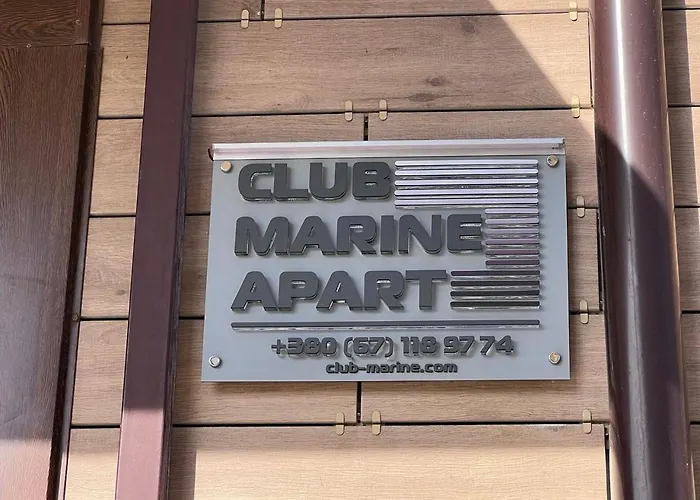 CLUB
MARINE
APART
+380 (67) 118 97 74
club-marine.com